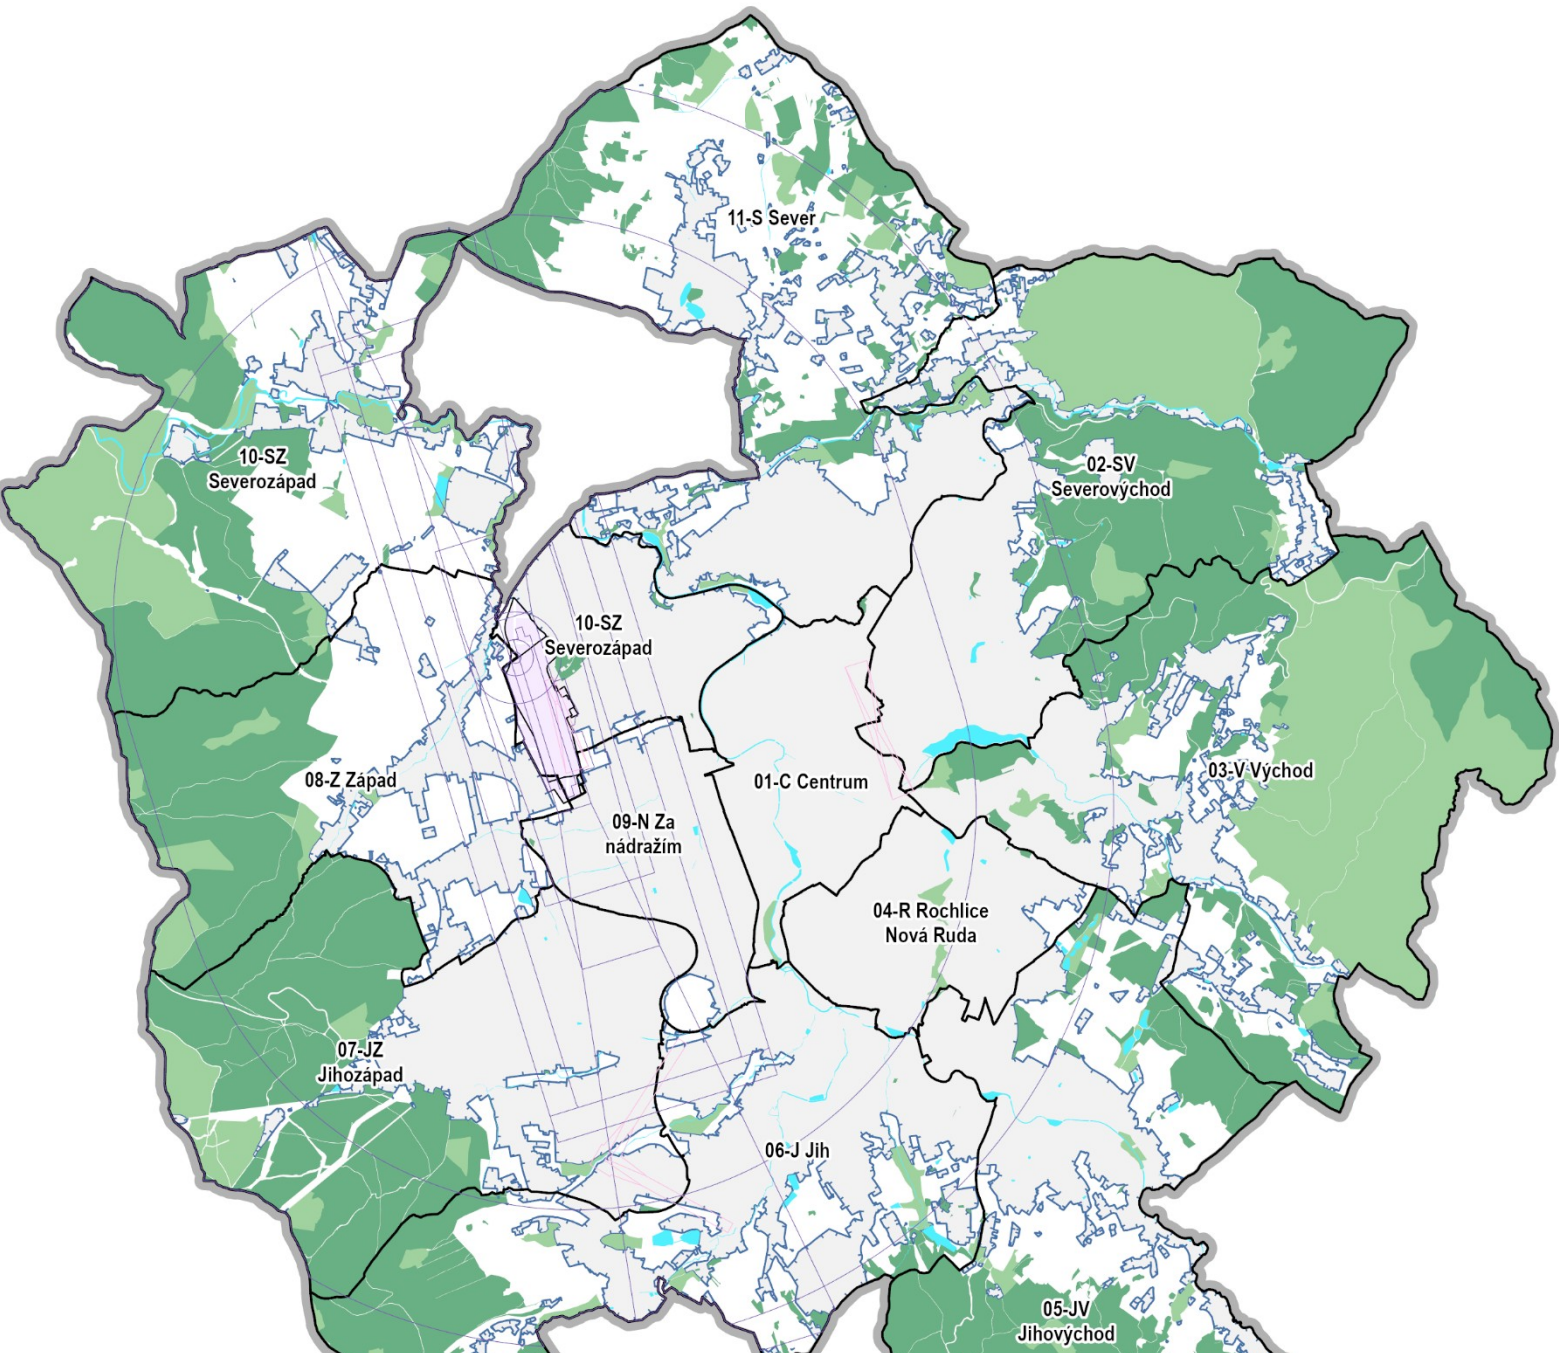 11-S Sever
10-SZ
Severozápad
02-SV
Severovýchod
10-SZ
Severozápad
08-Z Západ
01-C Centrum
03-V Východ
09-N Za
nádražím
04-R Rochlice
Nová Ruda
07-JZ
Jihozápad
06-J Jih
05-JV
Jihovýchod